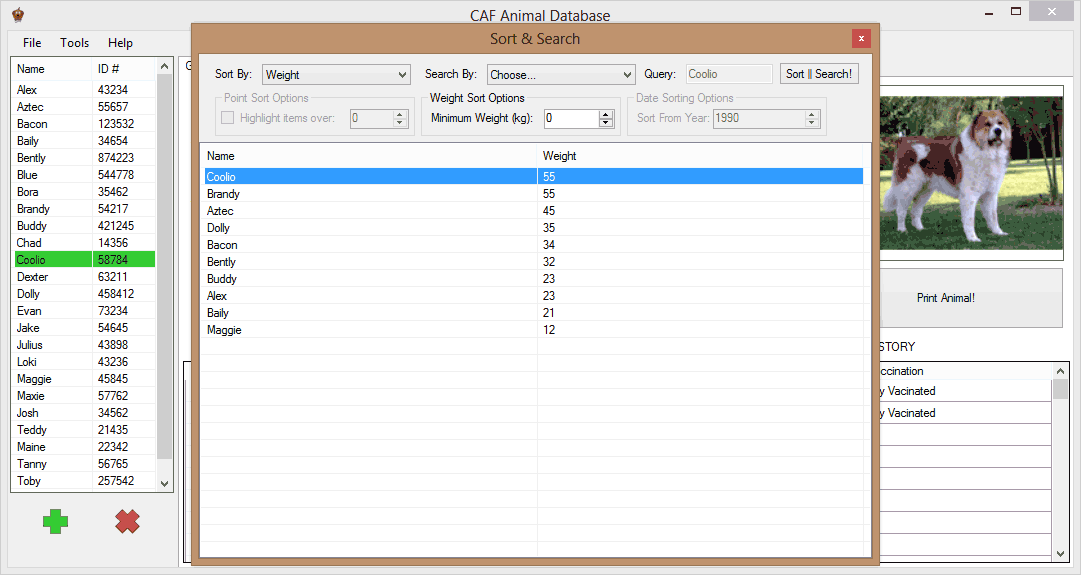 CAF Animal Database
File Tools Help
Name ID #
Alex 43234
Aztec 55657
Bacon 123532
Baily 34654
Bently 874223
Blue 544778
Bora 35462
Brandy 54217
Buddy 421245
Chad 14356
Coolio 58784
Dexter 63211
Dolly 458412
Evan 73234
Jake 54645
Julius 43898
Loki 43236
Maggie 45845
Maxie 57762
Josh 34562
Teddy 21435
Maine 22342
Tanny 56765
Toby 257542
Sort & Search
x
Sort By: Weight Search By: Choose... Query: Coolio Sort Search!
Point Sort Options Weight Sort Options Date Sorting Options
Highlight items over: 0 Minimum Weight (kg): 0 Sort From Year: 1990
Name Weight
Coolio 55
Brandy 55
Aztec 45
Dolly 35
Bacon 34
Bently 32
Buddy 23
Alex 23
Baily 21
Maggie 12
Print Animal!
STORY
ccination
y Vacinated
y Vacinated